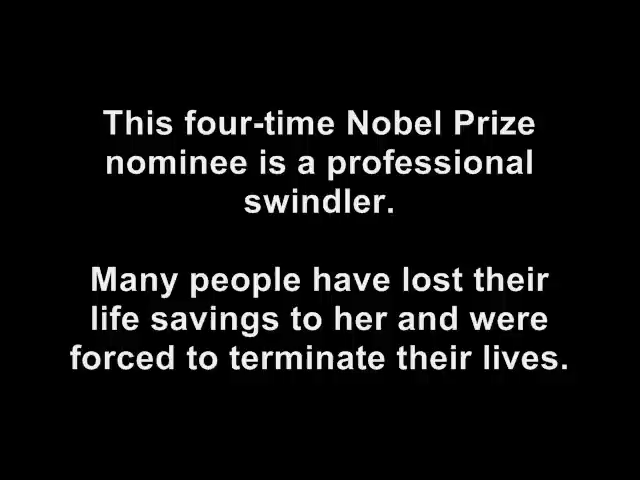 This four-time Nobel Prize
nominee is a professional
swindler.
Many people have lost their
life savings to her and were
forced to terminate their lives.